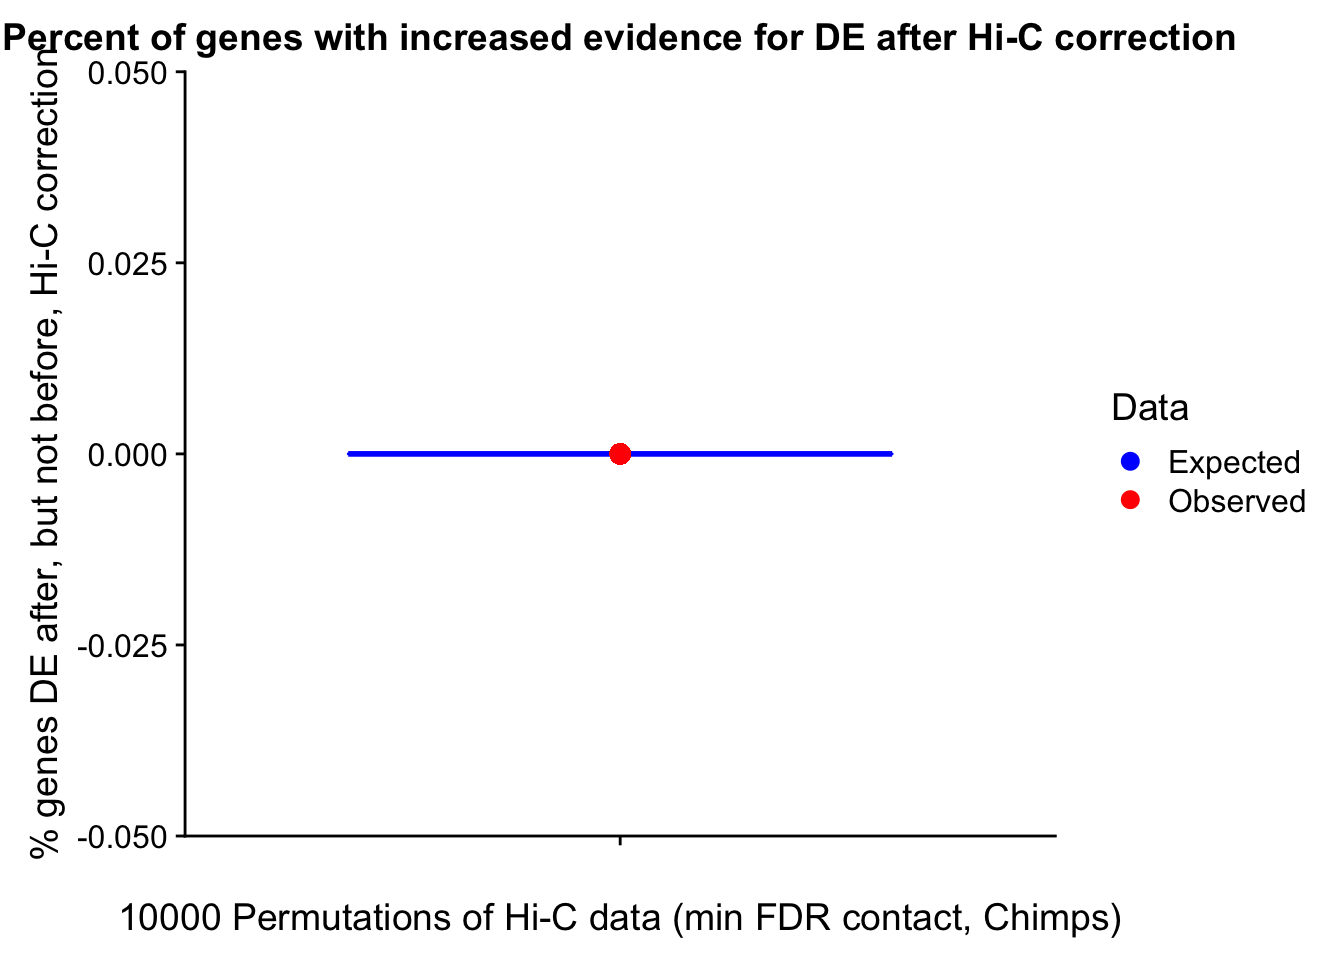 Percent of genes with increased evidence for DE after Hi-C correction
% genes DE after, but not before, Hi-C correction
0.050
0.025
0.000
-0.025
-0.050
10000 Permutations of Hi-C data (min FDR contact, Chimps)
Data
Expected
Observed